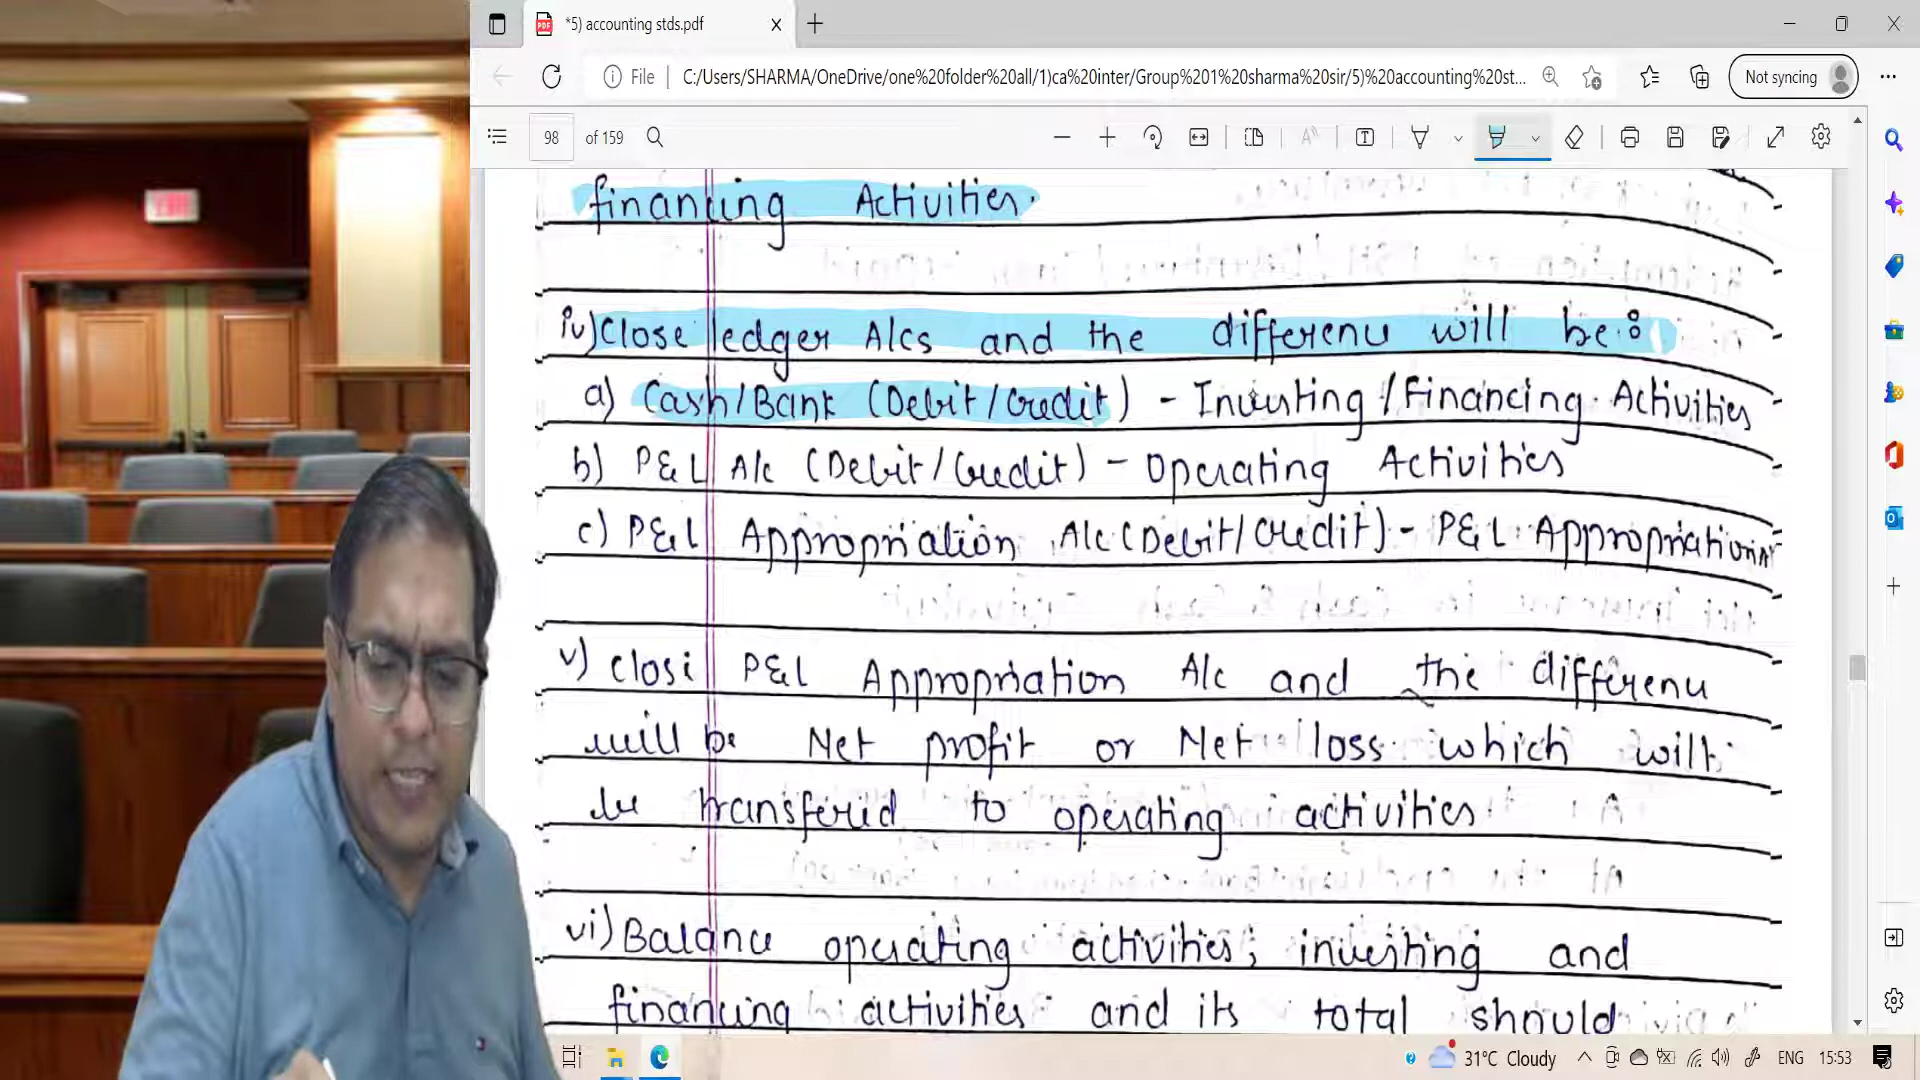 *5) accounting stds.pdf
File
C:/Users/SHARMA/OneDrive/one%20folder%20all/1)ca%20inter/Group%201%20sharma%20sir/5)%20accounting%20st...
Not syncing
98 of 159
financing Activities.
iv) Close ledger A/cs and the difference will be:
a) Cash/Bank (Debit/Credit) - Investing/Financing Activities
b) P&L A/c (Debit/Credit) - Operating Activities
c) P&L Appropriation A/c (Debit/Credit) - P&L Appropriation
v) Close P&L Appropriation A/c and the difference
will be Net profit or Net loss which will
be transferred to operating activities
vi) Balance operating activities, investing and
financing activities and its total should
31°C Cloudy
ENG
15:53